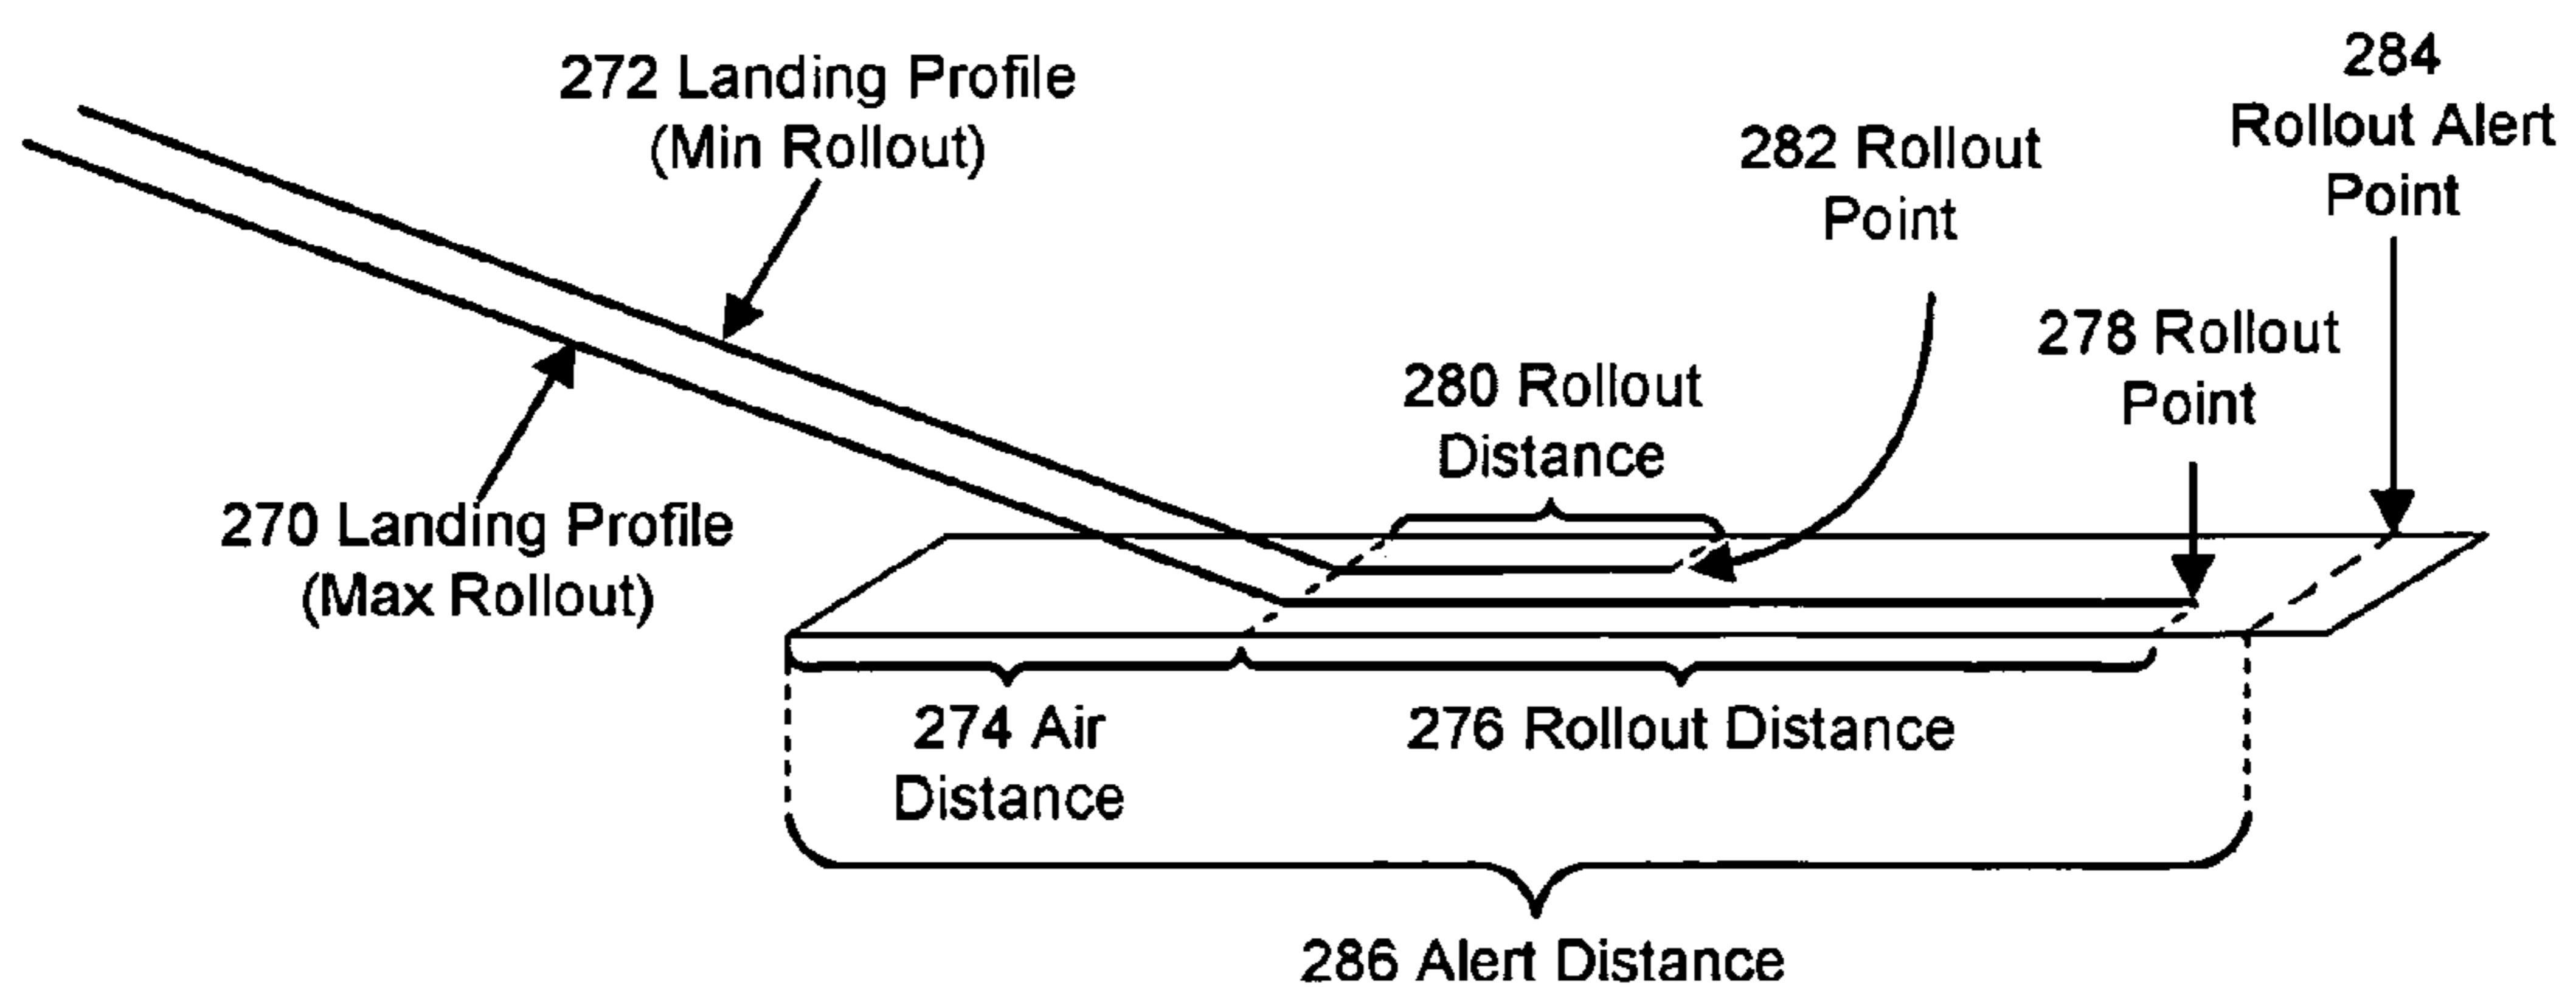 272 Landing Profile
(Min Rollout)
284
Rollout Alert
Point
282 Rollout
Point
278 Rollout
Point
280 Rollout
Distance
270 Landing Profile
(Max Rollout)
274 Air
Distance
276 Rollout Distance
286 Alert Distance